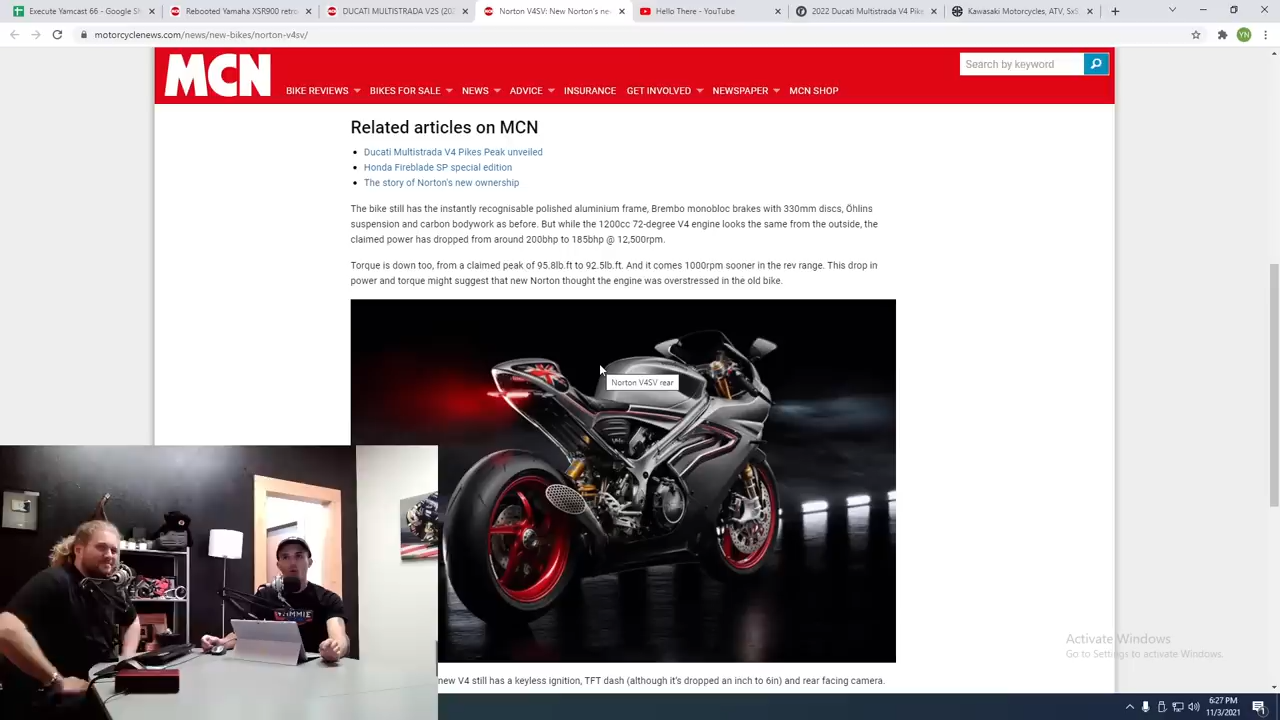 Execute Yamcast 66 - Google Sh
Rebooted Yamaha XSR900 retro
DUCATI MULTISTRADA V2S (202
Norton V4SV: New Norton's ne
Hello There - YouTube
2022 Ducati Multistrada V4 Pike
Kawasaki Motorcycles, ATV, SxS
motorcyclenews.com/news/new-bikes/norton-v4sv/
YN
MCN
Search by keyword
BIKE REVIEWS
BIKES FOR SALE
NEWS
ADVICE
INSURANCE
GET INVOLVED
NEWSPAPER
MCN SHOP
Related articles on MCN
Ducati Multistrada V4 Pikes Peak unveiled
Honda Fireblade SP special edition
The story of Norton's new ownership
The bike still has the instantly recognisable polished aluminium frame, Brembo monobloc brakes with 330mm discs, Öhlins
suspension and carbon bodywork as before. But while the 1200cc 72-degree V4 engine looks the same from the outside, the
claimed power has dropped from around 200bhp to 185bhp @ 12,500rpm.
Torque is down too, from a claimed peak of 95.8lb.ft to 92.5lb.ft. And it comes 1000rpm sooner in the rev range. This drop in
power and torque might suggest that new Norton thought the engine was overstressed in the old bike.
Norton V4SV rear
Activate Windows
Go to Settings to activate Windows.
new V4 still has a keyless ignition, TFT dash (although it's dropped an inch to 6in) and rear facing camera.
6:27 PM
11/3/2021